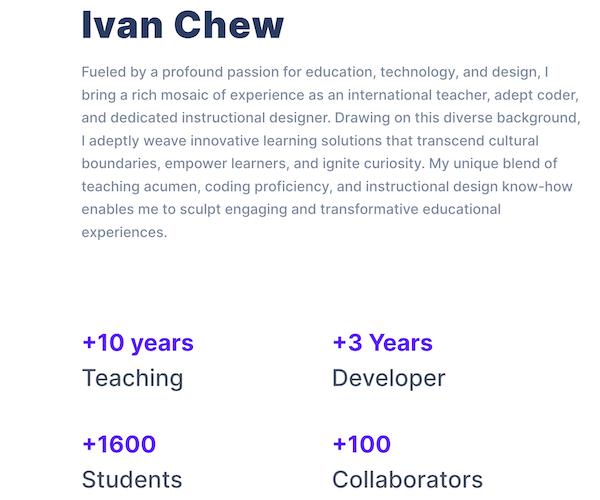 Ivan Chew
Fueled by a profound passion for education, technology, and design, I
bring a rich mosaic of experience as an international teacher, adept coder,
and dedicated instructional designer. Drawing on this diverse background,
I adeptly weave innovative learning solutions that transcend cultural
boundaries, empower learners, and ignite curiosity. My unique blend of
teaching acumen, coding proficiency, and instructional design know-how
enables me to sculpt engaging and transformative educational
experiences.
+10 years
+3 Years
Teaching
Developer
+1600
+100
Students
Collaborators